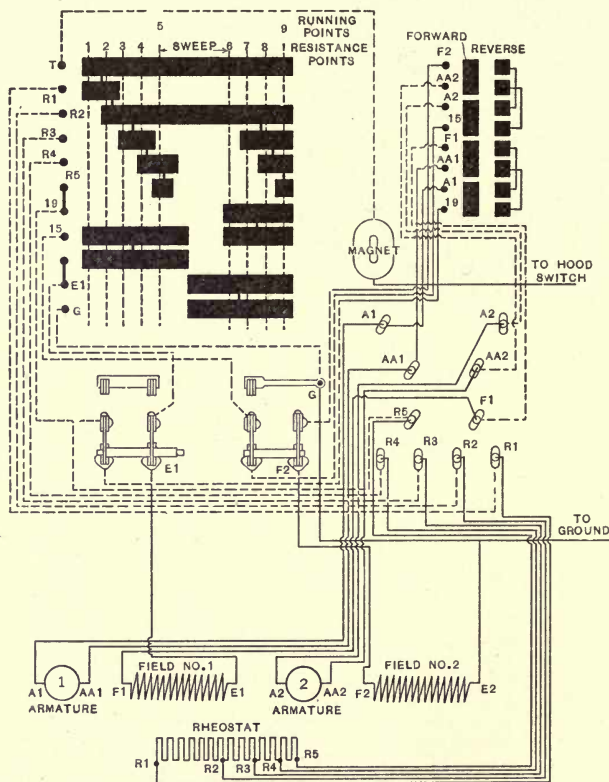 5 9 RUNNING POINTS
1 2 3 4 SWEEP 6 7 8 RESISTANCE POINTS
T
R1
R2
R3
R4
R5
19
15
E1
G
FORWARD
REVERSE
F2
AA2
A2
15
F1
AA1
A1
19
MAGNET
TO HOOD SWITCH
A1
A2
AA1
AA2
G
R5
F1
E1
F2
R4
R3
R2
R1
TO GROUND
1
FIELD NO.1
2
FIELD NO.2
A1 AA1 F1 E1 A2 AA2 F2 E2
ARMATURE
ARMATURE
RHEOSTAT
R1 R2 R3 R4 R5